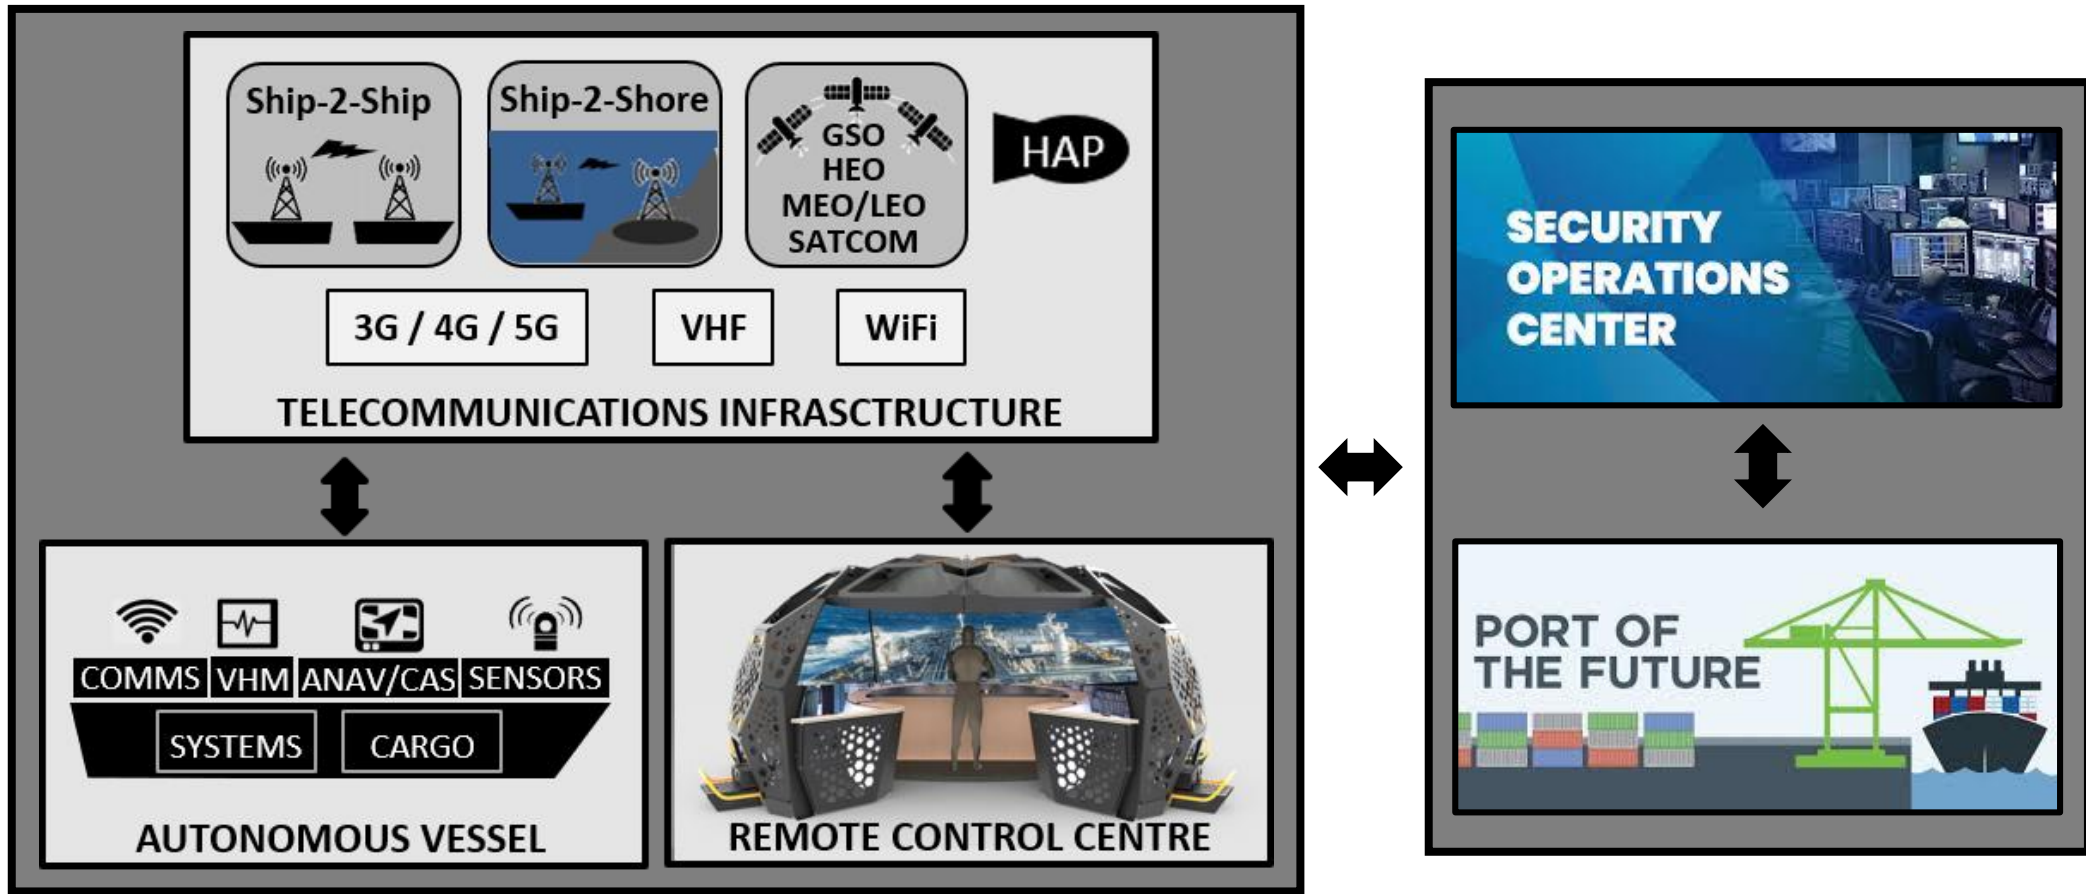 Ship-2-Ship
Ship-2-Shore
GSO
HEO
MEO/LEO
SATCOM
HAP
3G / 4G / 5G
VHF
WiFi
TELECOMMUNICATIONS INFRASCTRUCTURE
COMMS
VHM
ANAV/CAS
SENSORS
SYSTEMS
CARGO
AUTONOMOUS VESSEL
REMOTE CONTROL CENTRE
SECURITY
OPERATIONS
CENTER
PORT OF
THE FUTURE